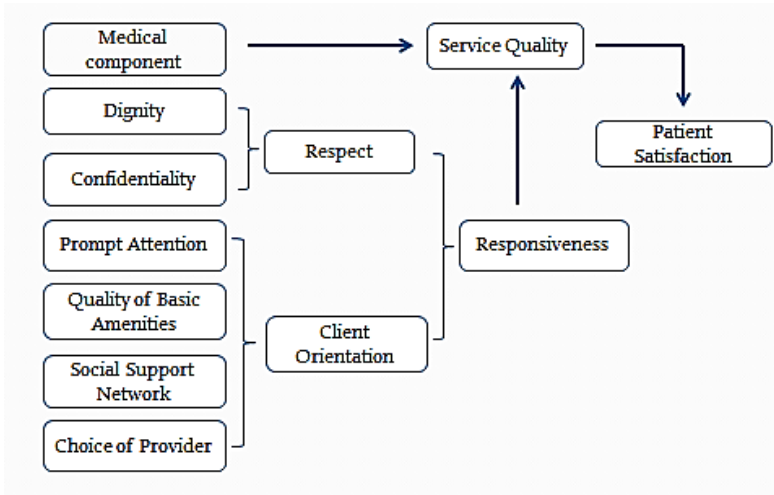 Medical
component
Service Quality
Dignity
Patient
Satisfaction
Respect
Confidentiality
Prompt Attention
Responsiveness
Quality of Basic
Amenities
Client
Orientation
Social Support
Network
Choice of Provider